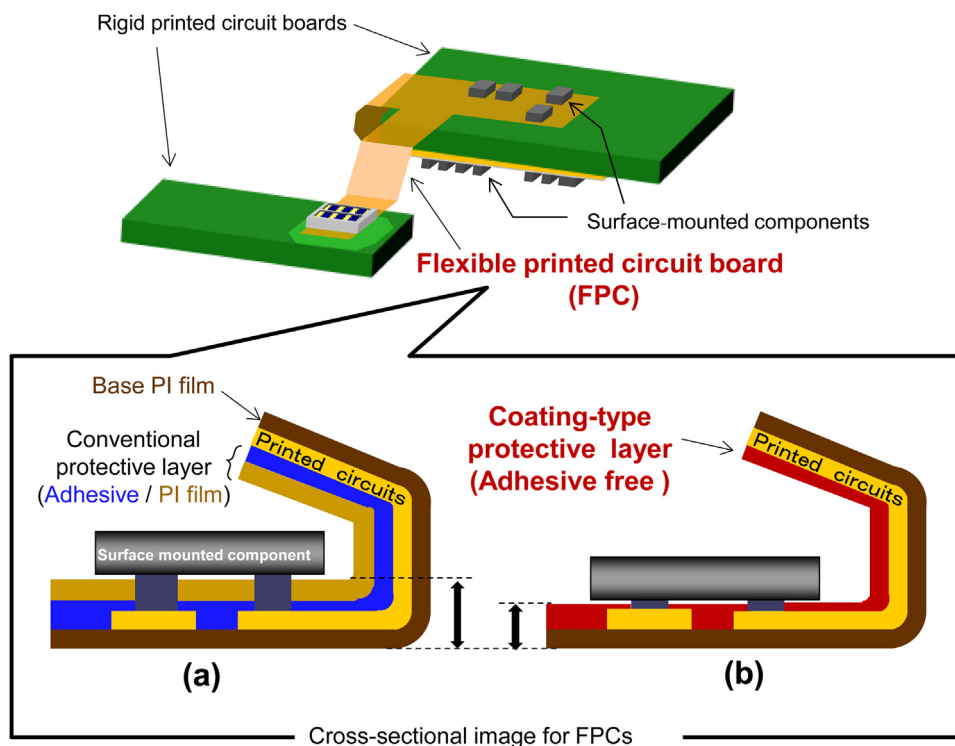 Rigid printed circuit boards
Surface-mounted components
Flexible printed circuit board
(FPC)
Base PI film
Conventional
protective layer
(Adhesive / PI film)
Printed circuits
Surface mounted component
(a)
Coating-type
protective layer
(Adhesive free )
Printed circuits
(b)
Cross-sectional image for FPCs